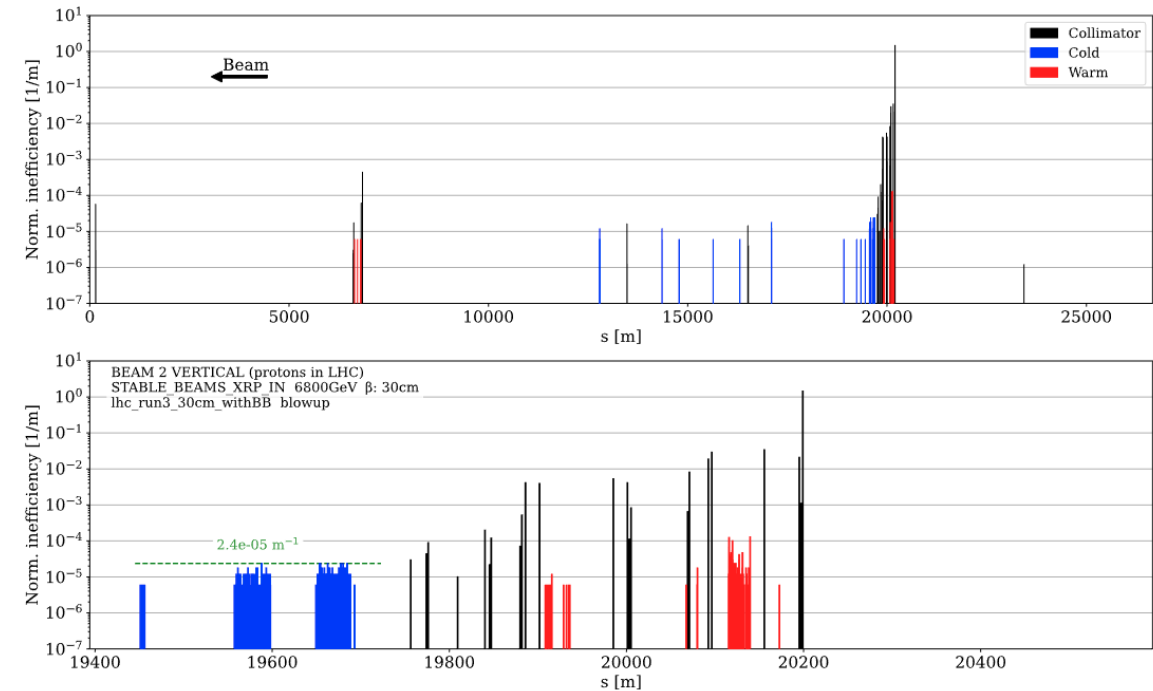 10¹
10⁰
10⁻¹
10⁻²
10⁻³
10⁻⁴
10⁻⁵
10⁻⁶
10⁻⁷
Norm. inefficiency [1/m]
Beam
Collimator
Cold
Warm
0 5000 10000 15000 20000 25000
s [m]
10¹
10⁰
10⁻¹
10⁻²
10⁻³
10⁻⁴
10⁻⁵
10⁻⁶
10⁻⁷
Norm. inefficiency [1/m]
BEAM 2 VERTICAL (protons in LHC)
STABLE_BEAMS_XRP_IN 6800GeV β: 30cm
lhc_run3_30cm_withBB blowup
2.4e-05 m⁻¹
19400 19600 19800 20000 20200 20400
s [m]